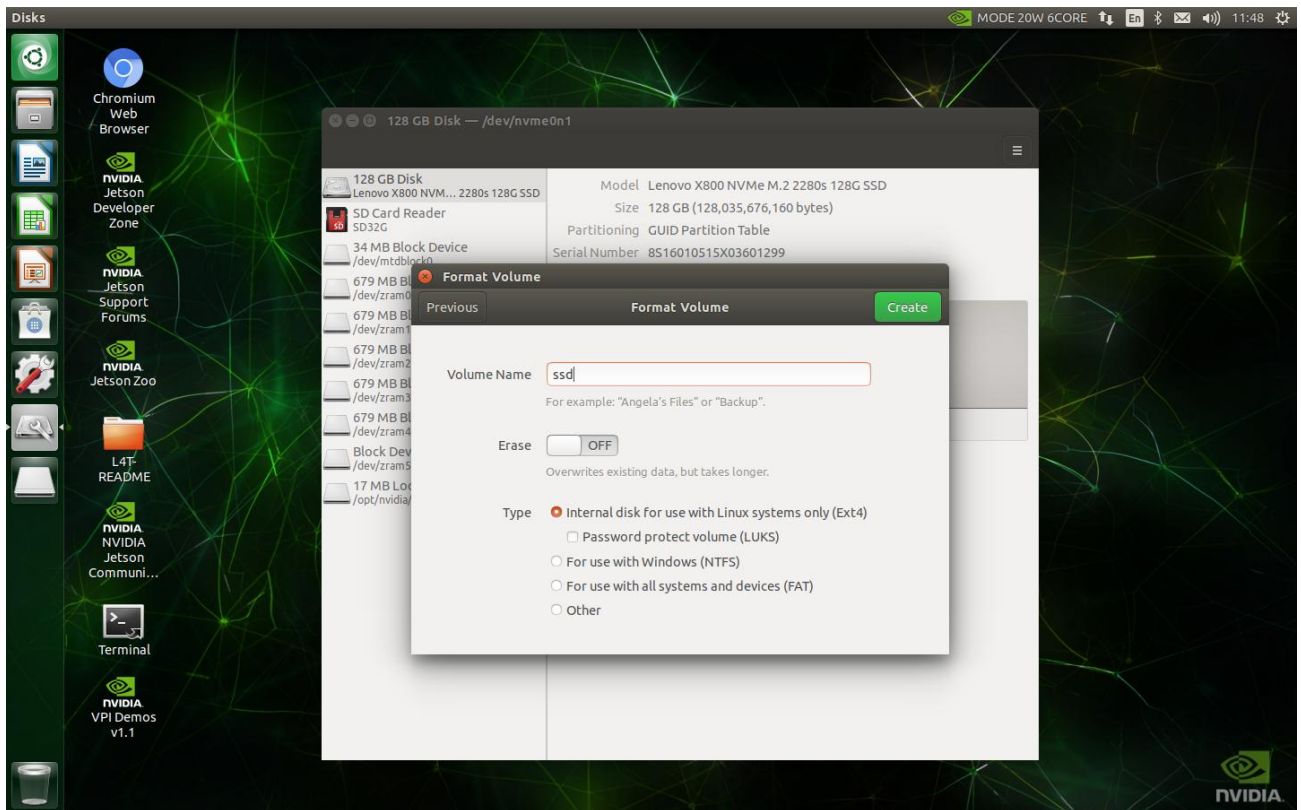 Disks
MODE 20W 6CORE
En
11:48
Chromium
Web
Browser
NVIDIA
Jetson
Developer
Zone
NVIDIA
Jetson
Support
Forums
NVIDIA
Jetson Zoo
L4T-
README
NVIDIA
NVIDIA
Jetson
Communi...
Terminal
NVIDIA
VPI Demos
v1.1
128 GB Disk — /dev/nvme0n1
128 GB Disk
Lenovo X800 NVM... 2280s 128G SSD
SD
SD Card Reader
SD32G
34 MB Block Device
/dev/mtdblock0
679 MB Bl
/dev/zram0
679 MB Bl
/dev/zram1
679 MB Bl
/dev/zram2
679 MB Bl
/dev/zram3
679 MB Bl
/dev/zram4
Block Dev
/dev/zram5
17 MB Loo
/opt/nvidia/
Model Lenovo X800 NVMe M.2 2280s 128G SSD
Size 128 GB (128,035,676,160 bytes)
Partitioning GUID Partition Table
Serial Number 8S16010515X03601299
Format Volume
Previous
Format Volume
Create
Volume Name ssd
For example: “Angela’s Files” or “Backup”.
Erase OFF
Overwrites existing data, but takes longer.
Type Internal disk for use with Linux systems only (Ext4)
Password protect volume (LUKS)
For use with Windows (NTFS)
For use with all systems and devices (FAT)
Other
NVIDIA.